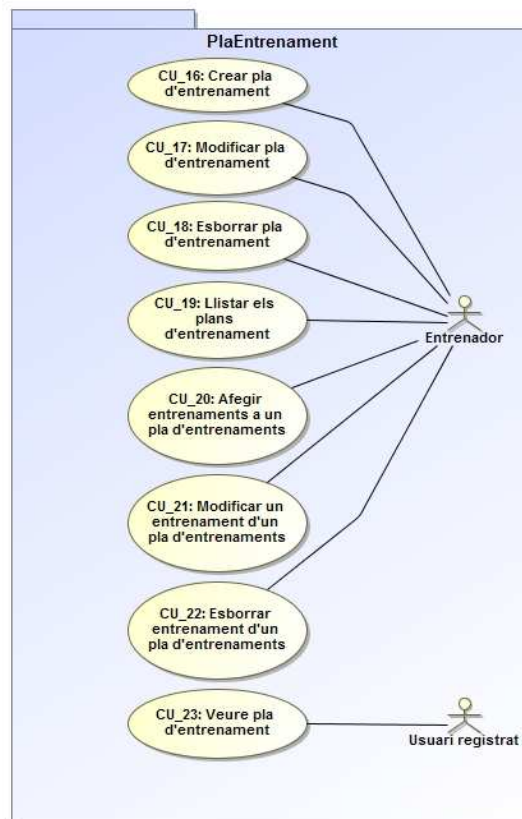 PlaEntrenament
CU_16: Crear pla
d'entrenament
CU_17: Modificar pla
d'entrenament
CU_18: Esborrar pla
d'entrenament
CU_19: Llistar els
plans
d'entrenament
Entrenador
CU_20: Afegir
entrenaments a un
pla d'entrenaments
CU_21: Modificar un
entrenament d'un
pla d'entrenaments
CU_22: Esborrar
entrenament d'un
pla d'entrenaments
CU_23: Veure pla
d'entrenament
Usuari registrat